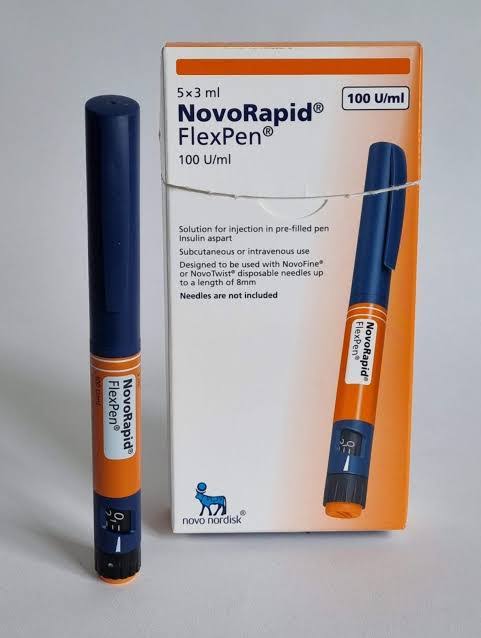 5×3 ml
100 U/ml
NovoRapid®
FlexPen®
100 U/ml
Solution for injection in pre-filled pen
Insulin aspart
Subcutaneous or intravenous use
Designed to be used with NovoFine®
or NovoTwist® disposable needles up
to a length of 8mm
Needles are not included
NovoRapid®
FlexPen®
novo nordisk®
NovoRapid®
FlexPen®
100 U/ml